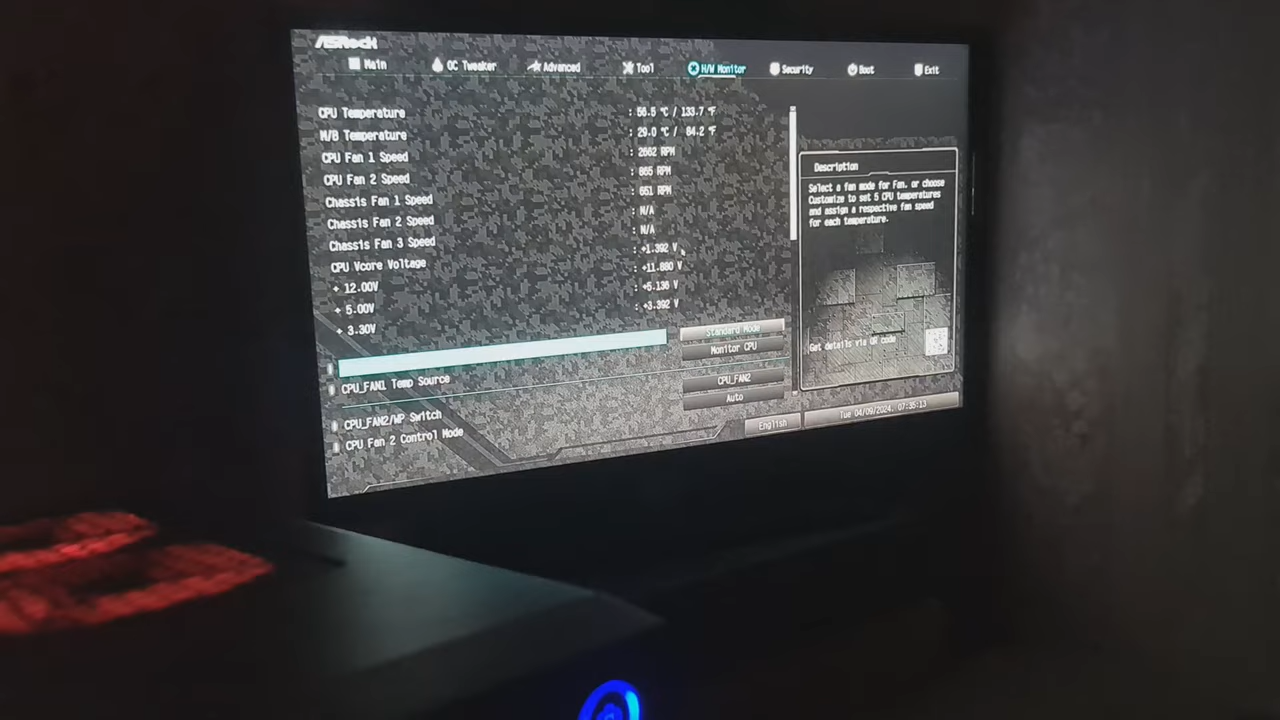 ASRock
Main OC Tweaker Advanced Tool H/W Monitor Security Boot Exit
CPU Temperature : 56.5 °C / 133.7 °F
M/B Temperature : 29.0 °C / 84.2 °F
CPU Fan 1 Speed : 2662 RPM
CPU Fan 2 Speed : 865 RPM
Chassis Fan 1 Speed : 651 RPM
Chassis Fan 2 Speed : N/A
Chassis Fan 3 Speed : N/A
CPU Vcore Voltage : +1.392 V
+ 12.00V : +11.880 V
+ 5.00V : +5.136 V
+ 3.30V : +3.392 V
Standard Mode
CPU_FAN1 Temp Source Monitor CPU
CPU_FAN2/WP Switch CPU_FAN2
CPU Fan 2 Control Mode Auto
Description
Select a fan mode for Fan, or choose
Customize to set 5 CPU temperatures
and assign a respective fan speed
for each temperature.
Get details via QR code
English
Tue 04/09/2024, 07:35:13